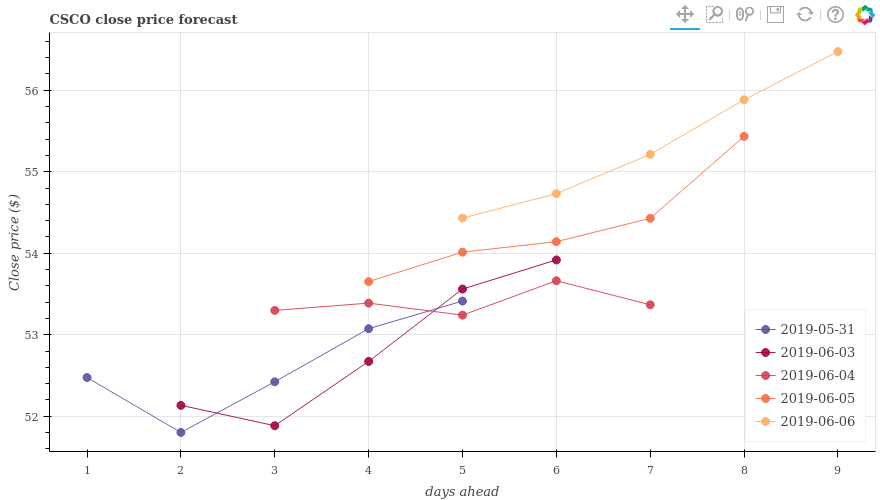 CSCO close price forecast
Close price ($)
56
55
54
53
52
2019-05-31
2019-06-03
2019-06-04
2019-06-05
2019-06-06
1 2 3 4 5 6 7 8 9
days ahead